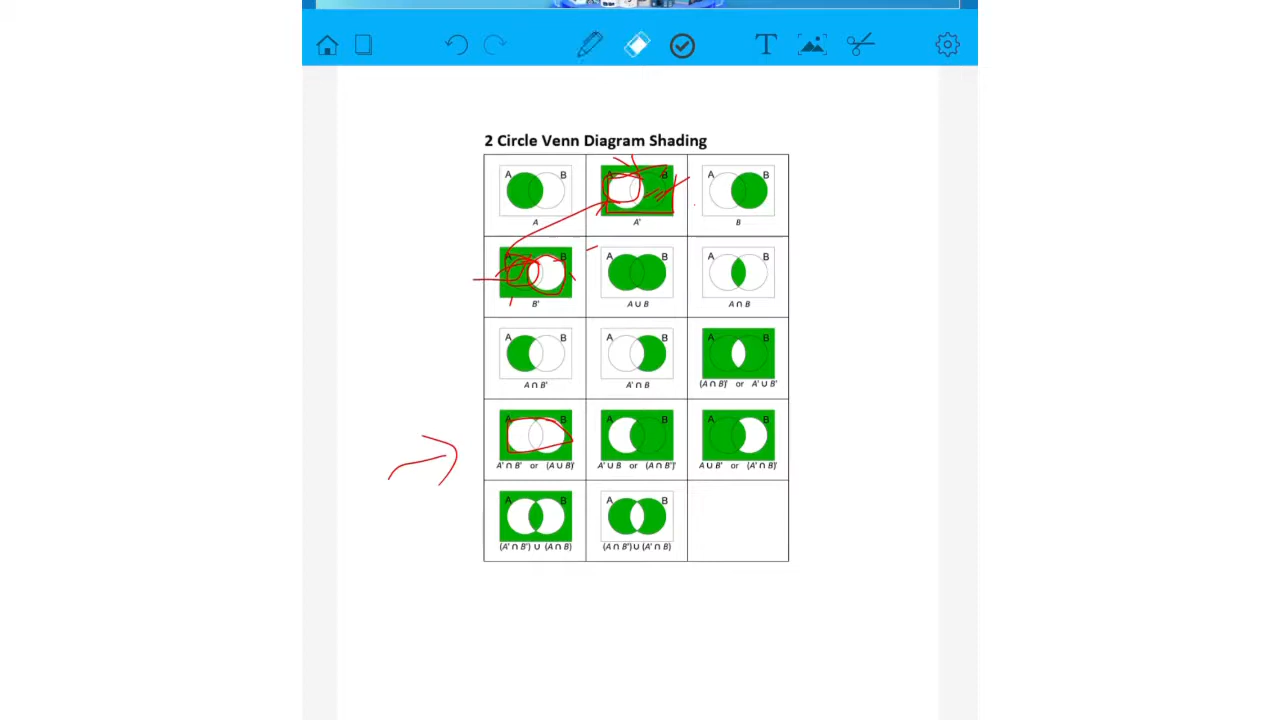 2 Circle Venn Diagram Shading
A B
A B
A B
A
A'
B
A B
A B
A B
B'
A ∪ B
A ∩ B
A B
A B
A B
A ∩ B'
A' ∩ B
(A ∩ B)' or A' ∪ B'
A B
A B
A B
A' ∩ B' or (A ∪ B)'
A' ∪ B or (A ∩ B')'
A ∪ B' or (A' ∩ B)'
A B
A B
(A' ∩ B') ∪ (A ∩ B)
(A ∩ B') ∪ (A' ∩ B)
T